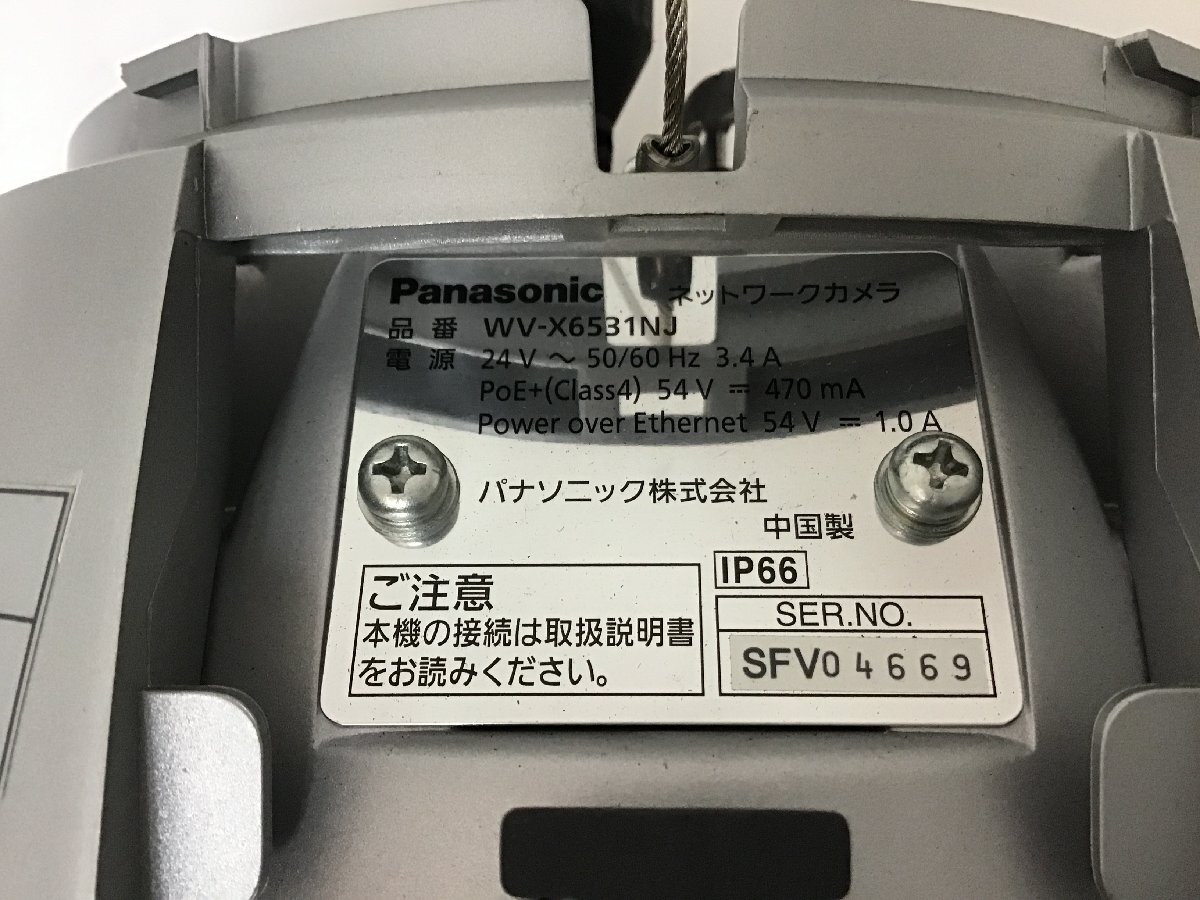 Panasonic ネットワークカメラ
品番 WV-X6531NJ
電源 24V ～ 50/60 Hz 3.4 A
PoE+(Class4) 54 V ⎓ 470 mA
Power over Ethernet 54 V ⎓ 1.0 A
パナソニック株式会社
中国製
IP66
ご注意
本機の接続は取扱説明書
をお読みください。
SER.NO.
SFV04669